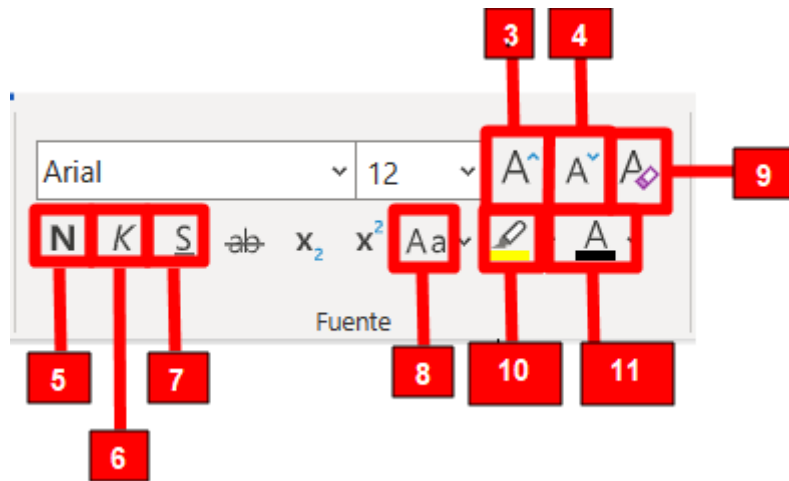 3 4
Arial 12 A A A 9
N K S ab x₂ x² Aa A
Fuente
5 7 8 10 11
6